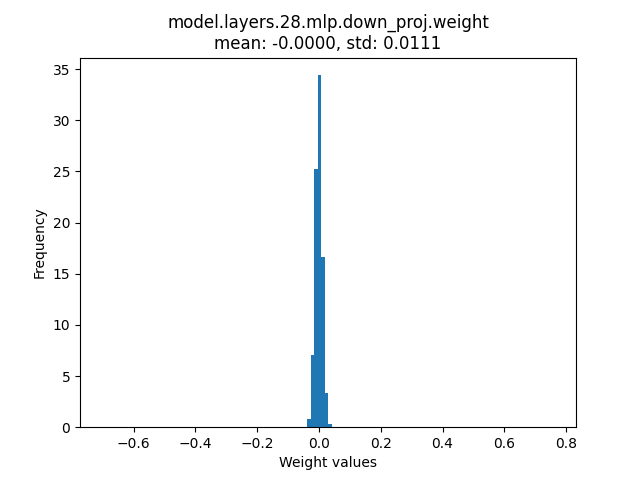 model.layers.28.mlp.down_proj.weight
mean: -0.0000, std: 0.0111
35
30
25
20
15
10
5
0
Frequency
−0.6 −0.4 −0.2 0.0 0.2 0.4 0.6 0.8
Weight values